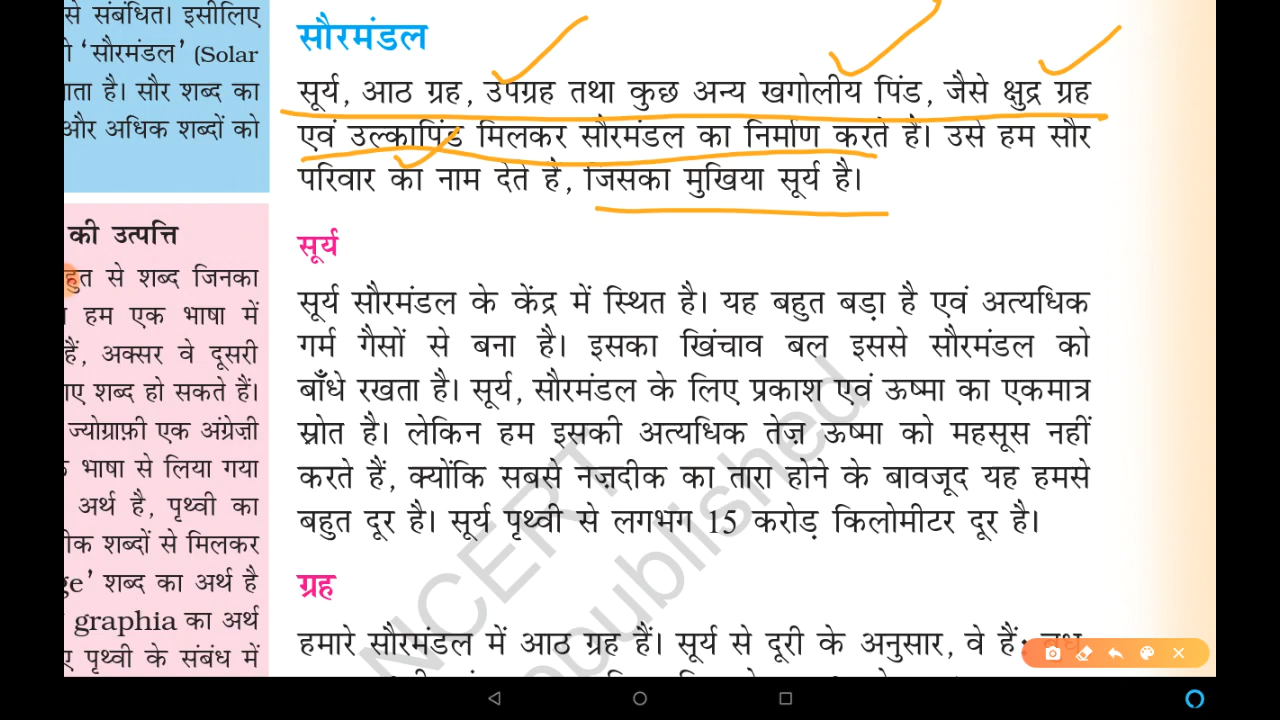 से संबंधित। इसीलिए
'सौरमंडल' (Solar
है। सौर शब्द का
और अधिक शब्दों को
की उत्पत्ति
से शब्द जिनका
हम एक भाषा में
हैं, अक्सर वे दूसरी
शब्द हो सकते हैं।
ज्योग्राफ़ी एक अंग्रेज़ी
भाषा से लिया गया
अर्थ है, पृथ्वी का
शब्दों से मिलकर
शब्द का अर्थ है
graphia का अर्थ
पृथ्वी के संबंध में
सौरमंडल
सूर्य, आठ ग्रह, उपग्रह तथा कुछ अन्य खगोलीय पिंड, जैसे क्षुद्र ग्रह
एवं उल्कापिंड मिलकर सौरमंडल का निर्माण करते हैं। उसे हम सौर
परिवार का नाम देते हैं, जिसका मुखिया सूर्य है।
सूर्य
सूर्य सौरमंडल के केंद्र में स्थित है। यह बहुत बड़ा है एवं अत्यधिक
गर्म गैसों से बना है। इसका खिंचाव बल इससे सौरमंडल को
बाँधे रखता है। सूर्य, सौरमंडल के लिए प्रकाश एवं ऊष्मा का एकमात्र
स्रोत है। लेकिन हम इसकी अत्यधिक तेज़ ऊष्मा को महसूस नहीं
करते हैं, क्योंकि सबसे नज़दीक का तारा होने के बावजूद यह हमसे
बहुत दूर है। सूर्य पृथ्वी से लगभग 15 करोड़ किलोमीटर दूर है।
ग्रह
हमारे सौरमंडल में आठ ग्रह हैं। सूर्य से दूरी के अनुसार, वे हैं:
NCERT
republished